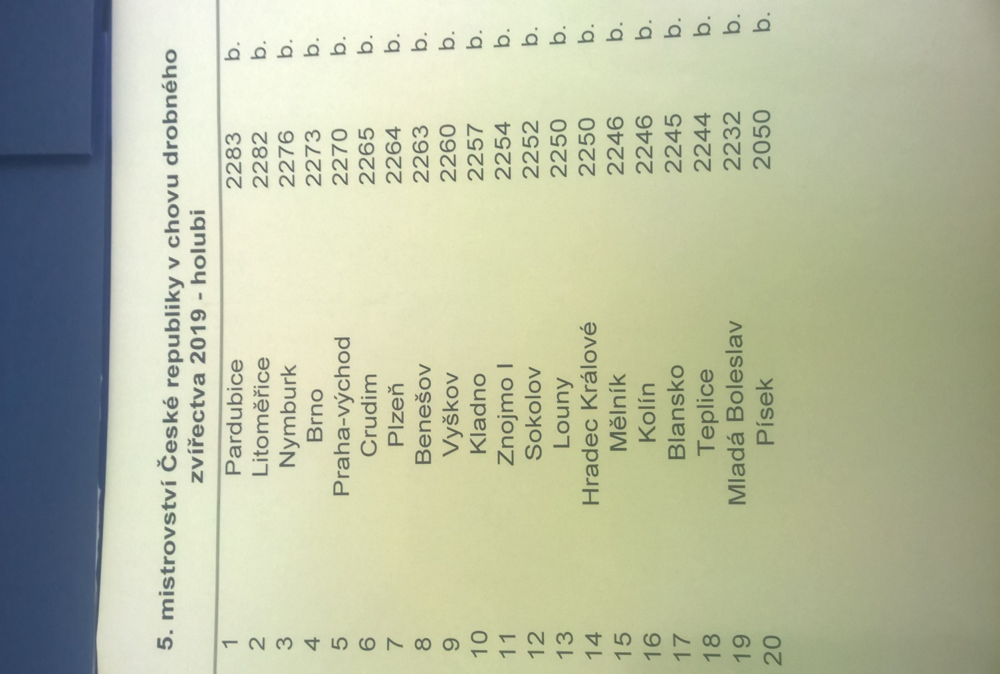 5. mistrovství České republiky v chovu drobného
zvířectva 2019 - holubi
1 Pardubice 2283 b.
2 Litoměřice 2282 b.
3 Nymburk 2276 b.
4 Brno 2273 b.
5 Praha-východ 2270 b.
6 Crudim 2265 b.
7 Plzeň 2264 b.
8 Benešov 2263 b.
9 Vyškov 2260 b.
10 Kladno 2257 b.
11 Znojmo I 2254 b.
12 Sokolov 2252 b.
13 Louny 2250 b.
14 Hradec Králové 2250 b.
15 Mělník 2246 b.
16 Kolín 2246 b.
17 Blansko 2245 b.
18 Teplice 2244 b.
19 Mladá Boleslav 2232 b.
20 Písek 2050 b.